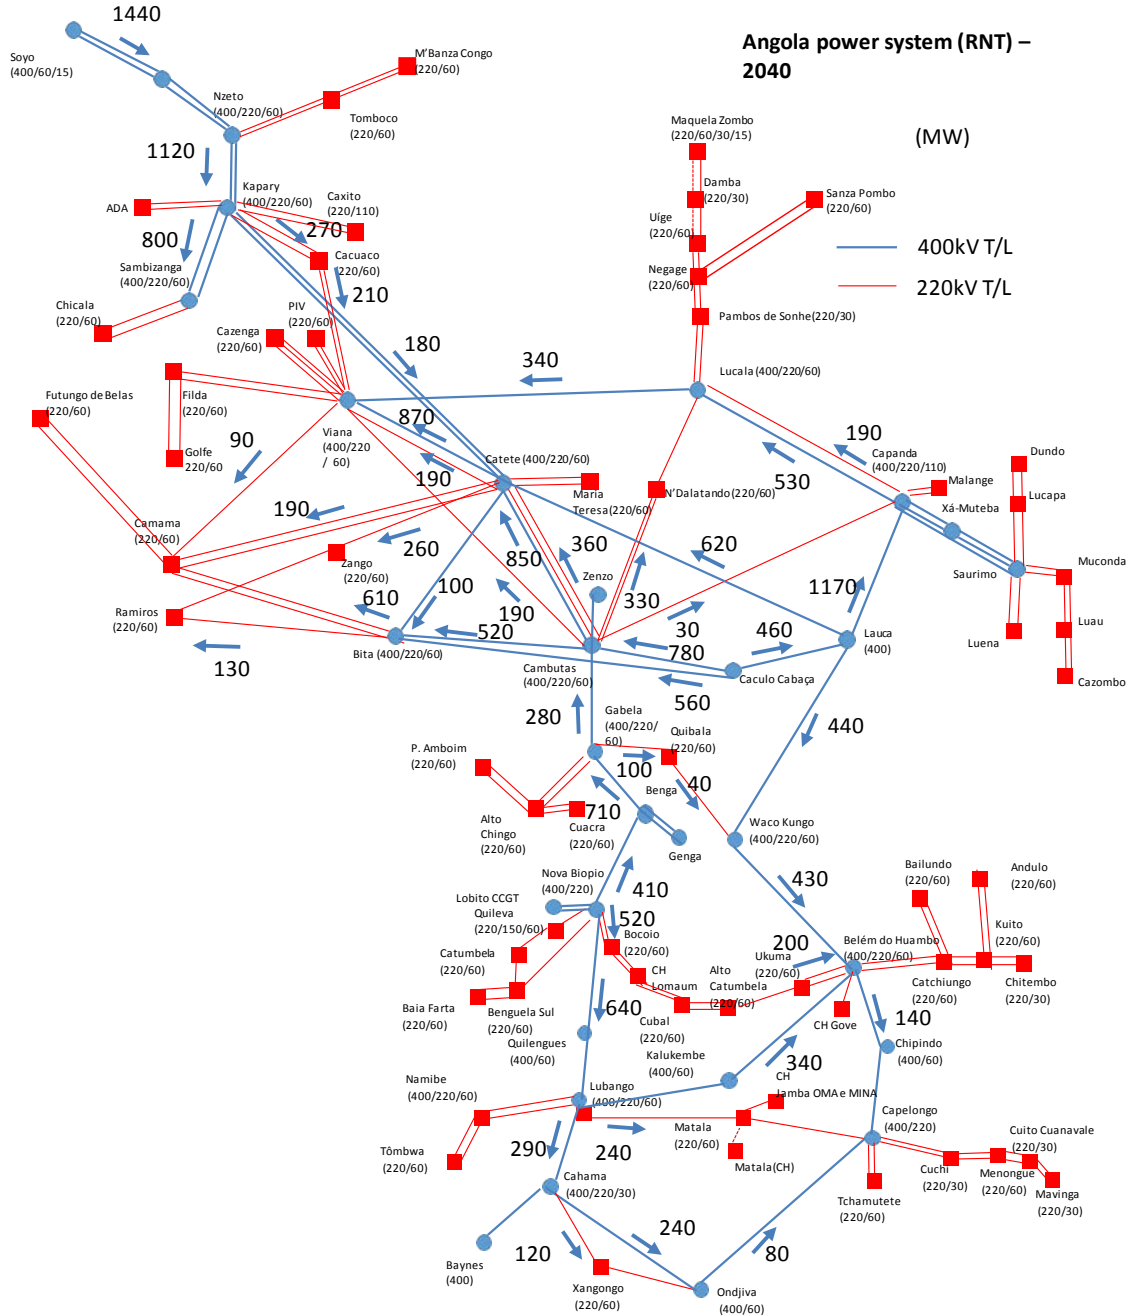 1440
Soyo
(400/60/15)
Angola power system (RNT) –
2040
M'Banza Congo
(220/60)
Nzeto
(400/220/60)
Tomboco
(220/60)
Maquela Zombo
(220/60/30/15)
(MW)
1120
Kapary
(400/220/60)
Caxito
(220/110)
Damba
(220/30)
Sanza Pombo
(220/60)
ADA
270
800
Uíge
(220/60)
400kV T/L
Sambizanga
(400/220/60)
Cacuaco
(220/60)
Negage
(220/60)
220kV T/L
Chicala
(220/60)
210
PIV
(220/60)
Cazenga
(220/60)
Pambos de Sonhe(220/30)
180
340
Lucala (400/220/60)
Futungo de Belas
(220/60)
Filda
(220/60)
870
90
Viana
(400/220
/ 60)
Golfe
220/60
190
Capanda
(400/220/110)
Catete (400/220/60)
190
530
Dundo
Malange
Maria
Teresa(220/60)
N'Dalatando(220/60)
Lucapa
Xá-Muteba
190
Camama
(220/60)
260
Zango
(220/60)
850
360
620
Zenzo
Saurimo
Muconda
Ramiros
(220/60)
610
100
190
330
1170
Luena
Luau
520
30
Lauca
(400)
130
Bita (400/220/60)
780
460
Cambutas
(400/220/60)
Caculo Cabaça
Cazombo
560
280
Gabela
(400/220/
60)
Quibala
(220/60)
440
P. Amboim
(220/60)
100
40
Benga
710
Alto
Chingo
(220/60)
Cuacra
(220/60)
Genga
Waco Kungo
(400/220/60)
Nova Biopio
(400/220)
410
430
Bailundo
(220/60)
Andulo
(220/60)
Lobito CCGT
Quileva
(220/150/60)
520
Bocoio
(220/60)
200
Ukuma
(220/60)
Belém do Huambo
(400/220/60)
Kuito
(220/60)
Catumbela
(220/60)
CH
Lomaum
Alto
Catumbela
(220/60)
Catchiungo
(220/60)
Chitembo
(220/30)
Baia Farta
(220/60)
Benguela Sul
(220/60)
640
Cubal
(220/60)
CH Gove
140
Quilengues
(400/60)
Kalukembe
(400/60)
340
Chipindo
(400/60)
Namibe
(400/220/60)
Lubango
(400/220/60)
CH
Jamba OMA e MINA
290
240
Matala
(220/60)
Capelongo
(400/220)
Cuito Cuanavale
(220/30)
Tômbwa
(220/60)
Matala(CH)
Cuchi
(220/30)
Menongue
(220/60)
Mavinga
(220/30)
Cahama
(400/220/30)
Tchamutete
(220/60)
240
Baynes
(400)
120
80
Xangongo
(220/60)
Ondjiva
(400/60)